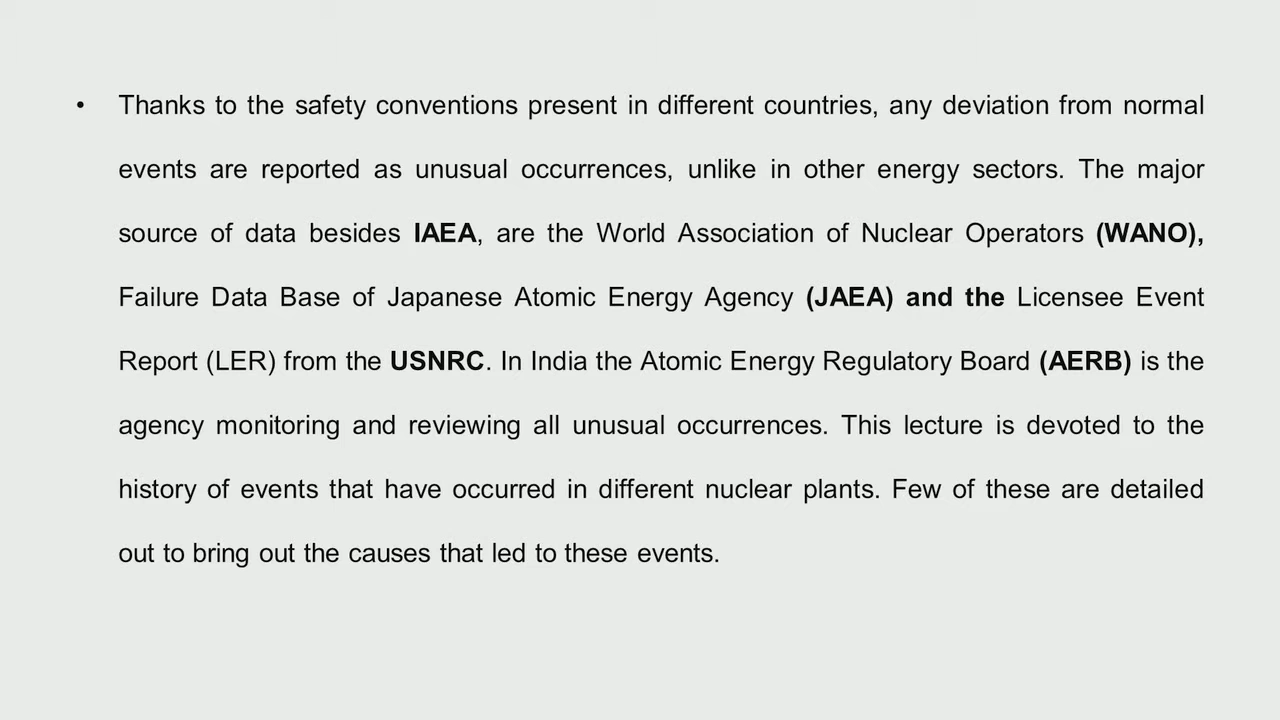 • Thanks to the safety conventions present in different countries, any deviation from normal
events are reported as unusual occurrences, unlike in other energy sectors. The major
source of data besides IAEA, are the World Association of Nuclear Operators (WANO),
Failure Data Base of Japanese Atomic Energy Agency (JAEA) and the Licensee Event
Report (LER) from the USNRC. In India the Atomic Energy Regulatory Board (AERB) is the
agency monitoring and reviewing all unusual occurrences. This lecture is devoted to the
history of events that have occurred in different nuclear plants. Few of these are detailed
out to bring out the causes that led to these events.